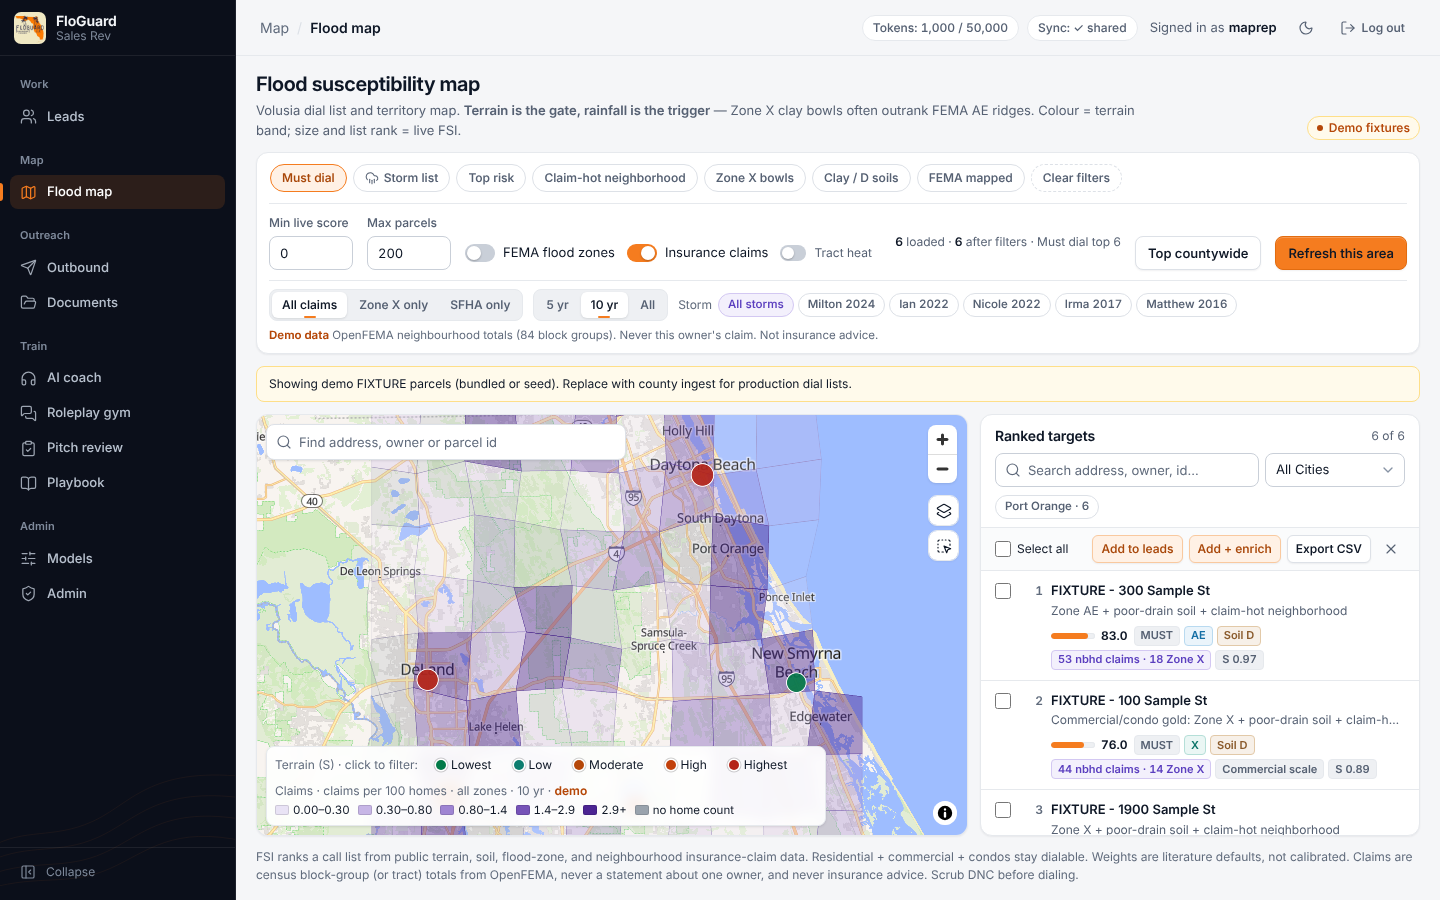 FloGuard
Sales Rev
Work
Leads
Map
Flood map
Outreach
Outbound
Documents
Train
AI coach
Roleplay gym
Pitch review
Playbook
Admin
Models
Admin
Collapse
Map / Flood map
Tokens: 1,000 / 50,000
Sync: ✓ shared
Signed in as maprep
Log out
Flood susceptibility map
Volusia dial list and territory map. Terrain is the gate, rainfall is the trigger — Zone X clay bowls often outrank FEMA AE ridges. Colour = terrain
band; size and list rank = live FSI.
Demo fixtures
Must dial
Storm list
Top risk
Claim-hot neighborhood
Zone X bowls
Clay / D soils
FEMA mapped
Clear filters
Min live score
Max parcels
0
200
FEMA flood zones
Insurance claims
Tract heat
6 loaded · 6 after filters · Must dial top 6
Top countywide
Refresh this area
All claims
Zone X only
SFHA only
5 yr
10 yr
All
Storm
All storms
Milton 2024
Ian 2022
Nicole 2022
Irma 2017
Matthew 2016
Demo data OpenFEMA neighbourhood totals (84 block groups). Never this owner's claim. Not insurance advice.
Showing demo FIXTURE parcels (bundled or seed). Replace with county ingest for production dial lists.
Find address, owner or parcel id
Holly Hill
Daytona Beach
95
40
South Daytona
Port Orange
4
De Leon Springs
Ponce Inlet
Samsula-
Spruce Creek
New Smyrna
Beach
DeLand
95
Edgewater
Lake Helen
Terrain (S) · click to filter:
Lowest
Low
Moderate
High
Highest
Claims · claims per 100 homes · all zones · 10 yr · demo
0.00–0.30
0.30–0.80
0.80–1.4
1.4–2.9
2.9+
no home count
Ranked targets
6 of 6
Search address, owner, id...
All Cities
Port Orange · 6
Select all
Add to leads
Add + enrich
Export CSV
1 FIXTURE - 300 Sample St
Zone AE + poor-drain soil + claim-hot neighborhood
83.0 MUST AE Soil D
53 nbhd claims · 18 Zone X S 0.97
2 FIXTURE - 100 Sample St
Commercial/condo gold: Zone X + poor-drain soil + claim-h...
76.0 MUST X Soil D
44 nbhd claims · 14 Zone X Commercial scale S 0.89
3 FIXTURE - 1900 Sample St
Zone X + poor-drain soil + claim-hot neighborhood
FSI ranks a call list from public terrain, soil, flood-zone, and neighbourhood insurance-claim data. Residential + commercial + condos stay dialable. Weights are literature defaults, not calibrated. Claims are
census block-group (or tract) totals from OpenFEMA, never a statement about one owner, and never insurance advice. Scrub DNC before dialing.